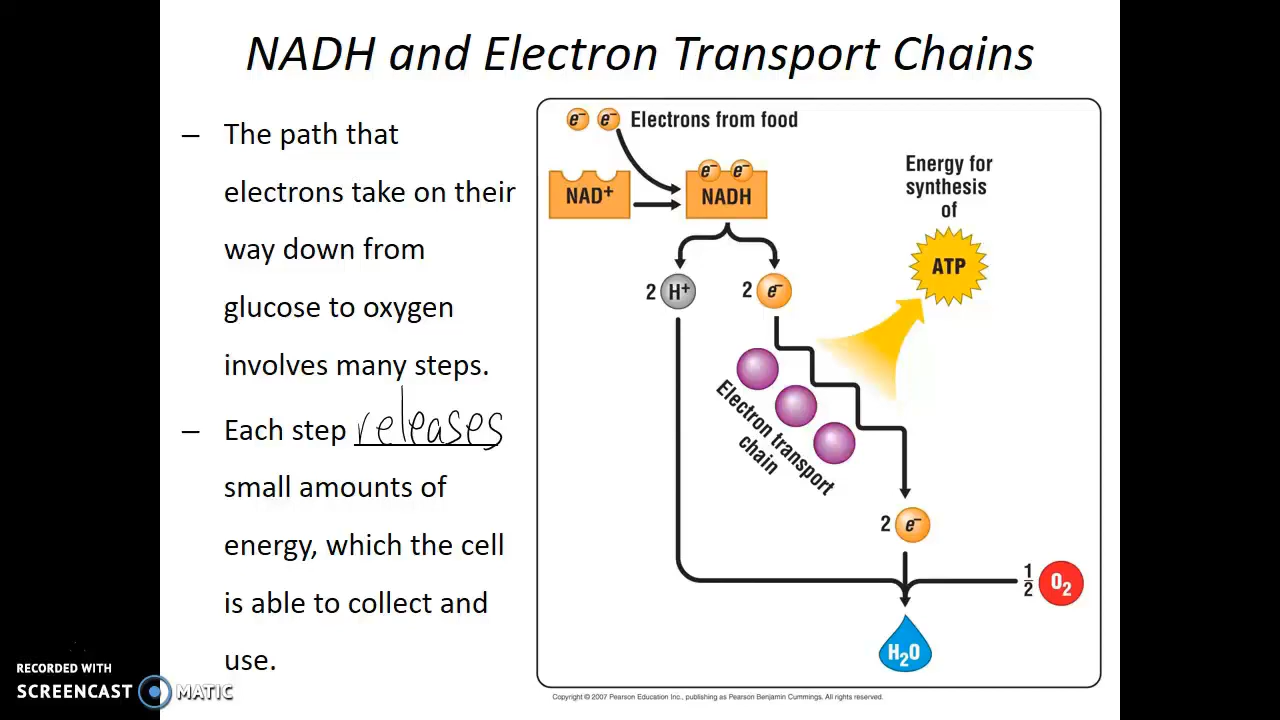 NADH and Electron Transport Chains
– The path that
electrons take on their
way down from
glucose to oxygen
involves many steps.
– Each step releases
small amounts of
energy, which the cell
is able to collect and
use.
e⁻ e⁻ Electrons from food
e⁻ e⁻
NAD⁺
NADH
Energy for
synthesis
of
ATP
2 H⁺
2 e⁻
Electron transport
chain
2 e⁻
1/2 O₂
H₂O
Copyright © 2007 Pearson Education Inc., publishing as Pearson Benjamin Cummings. All rights reserved.
RECORDED WITH
SCREENCAST MATIC